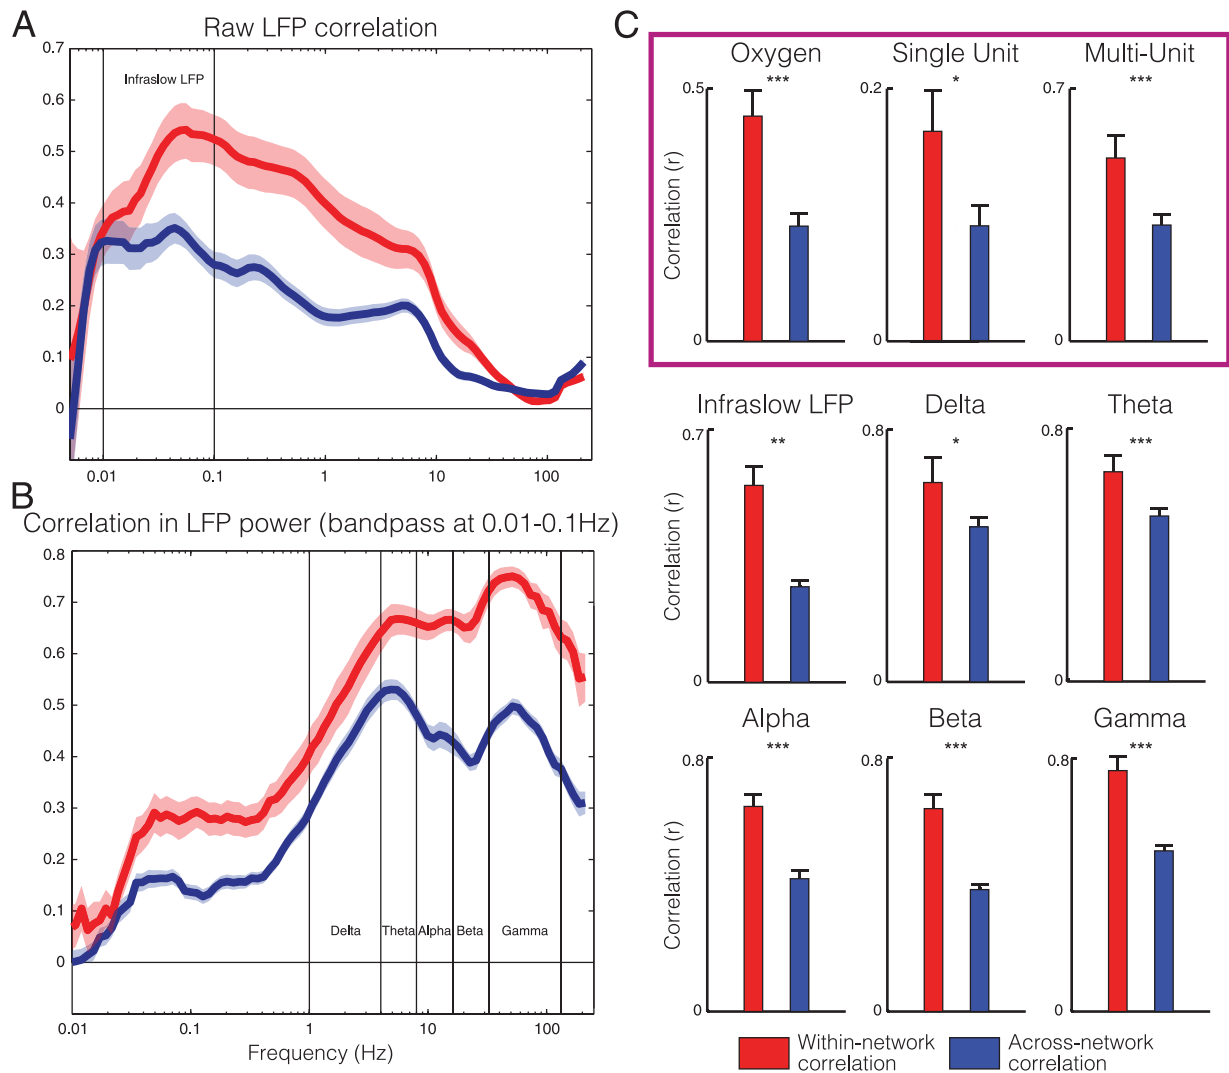 A
Raw LFP correlation
0.7
0.6
0.5
0.4
0.3
0.2
0.1
0
Infraslow LFP
0.01
0.1
1
10
100
B
Correlation in LFP power (bandpass at 0.01-0.1Hz)
0.8
0.7
0.6
0.5
0.4
0.3
0.2
0.1
0
Delta
Theta
Alpha
Beta
Gamma
0.01
0.1
1
10
100
Frequency (Hz)
C
Oxygen
***
0.5
0
Correlation (r)
Single Unit
*
0.2
0
Multi-Unit
***
0.7
0
Infraslow LFP
**
0.7
0
Correlation (r)
Delta
*
0.8
0
Theta
***
0.8
0
Alpha
***
0.8
0
Correlation (r)
Beta
***
0.8
0
Gamma
***
0.8
0
Within-network
correlation
Across-network
correlation